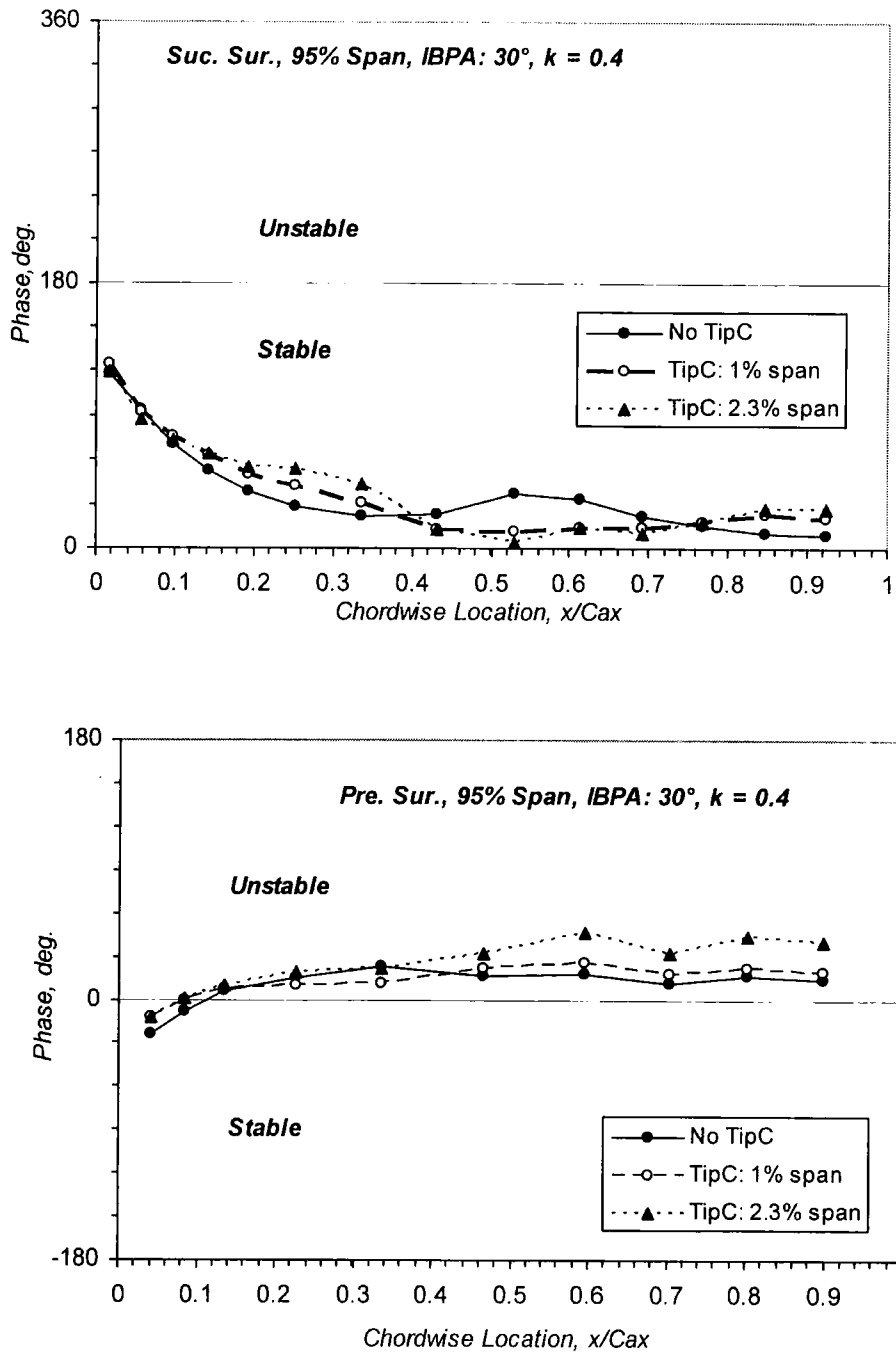 360
Suc. Sur., 95% Span, IBPA: 30°, k = 0.4
Unstable
Phase, deg.
180
Stable
No TipC
TipC: 1% span
TipC: 2.3% span
0
0 0.1 0.2 0.3 0.4 0.5 0.6 0.7 0.8 0.9 1
Chordwise Location, x/Cax
180
Pre. Sur., 95% Span, IBPA: 30°, k = 0.4
Unstable
Phase, deg.
0
Stable
No TipC
TipC: 1% span
TipC: 2.3% span
-180
0 0.1 0.2 0.3 0.4 0.5 0.6 0.7 0.8 0.9
Chordwise Location, x/Cax